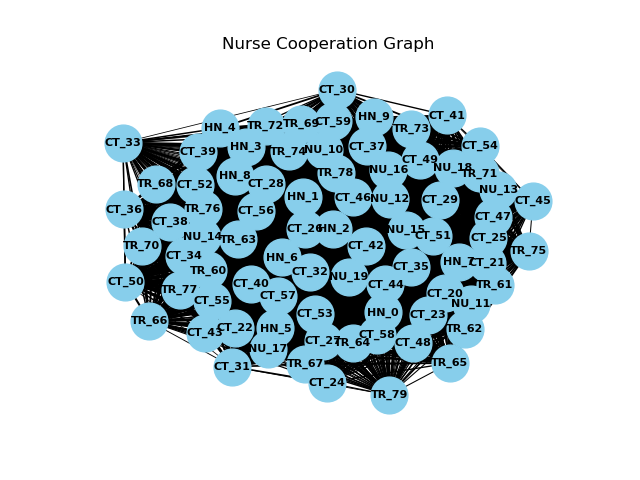 Nurse Cooperation Graph
CT_30
CT_41
HN_9
CT_59
TR_69
TR_72
HN_4
TR_73
CT_33
CT_54
CT_37
HN_3
NU_10
TR_74
CT_39
CT_49
NU_18
NU_16
TR_78
TR_71
HN_8
CT_28
TR_68
CT_52
NU_13
HN_1
CT_46
NU_12
CT_29
CT_45
CT_36
TR_76
CT_56
CT_47
CT_38
CT_26
HN_2
NU_15
CT_51
NU_14
TR_63
CT_25
TR_70
CT_42
TR_75
CT_34
HN_6
HN_7
CT_21
CT_35
TR_60
CT_32
NU_19
CT_50
CT_40
CT_44
TR_61
TR_77
CT_57
CT_20
CT_55
NU_11
CT_53
HN_0
CT_23
TR_66
CT_43
CT_22
HN_5
TR_62
CT_58
CT_27
TR_64
CT_48
NU_17
TR_67
TR_65
CT_31
CT_24
TR_79